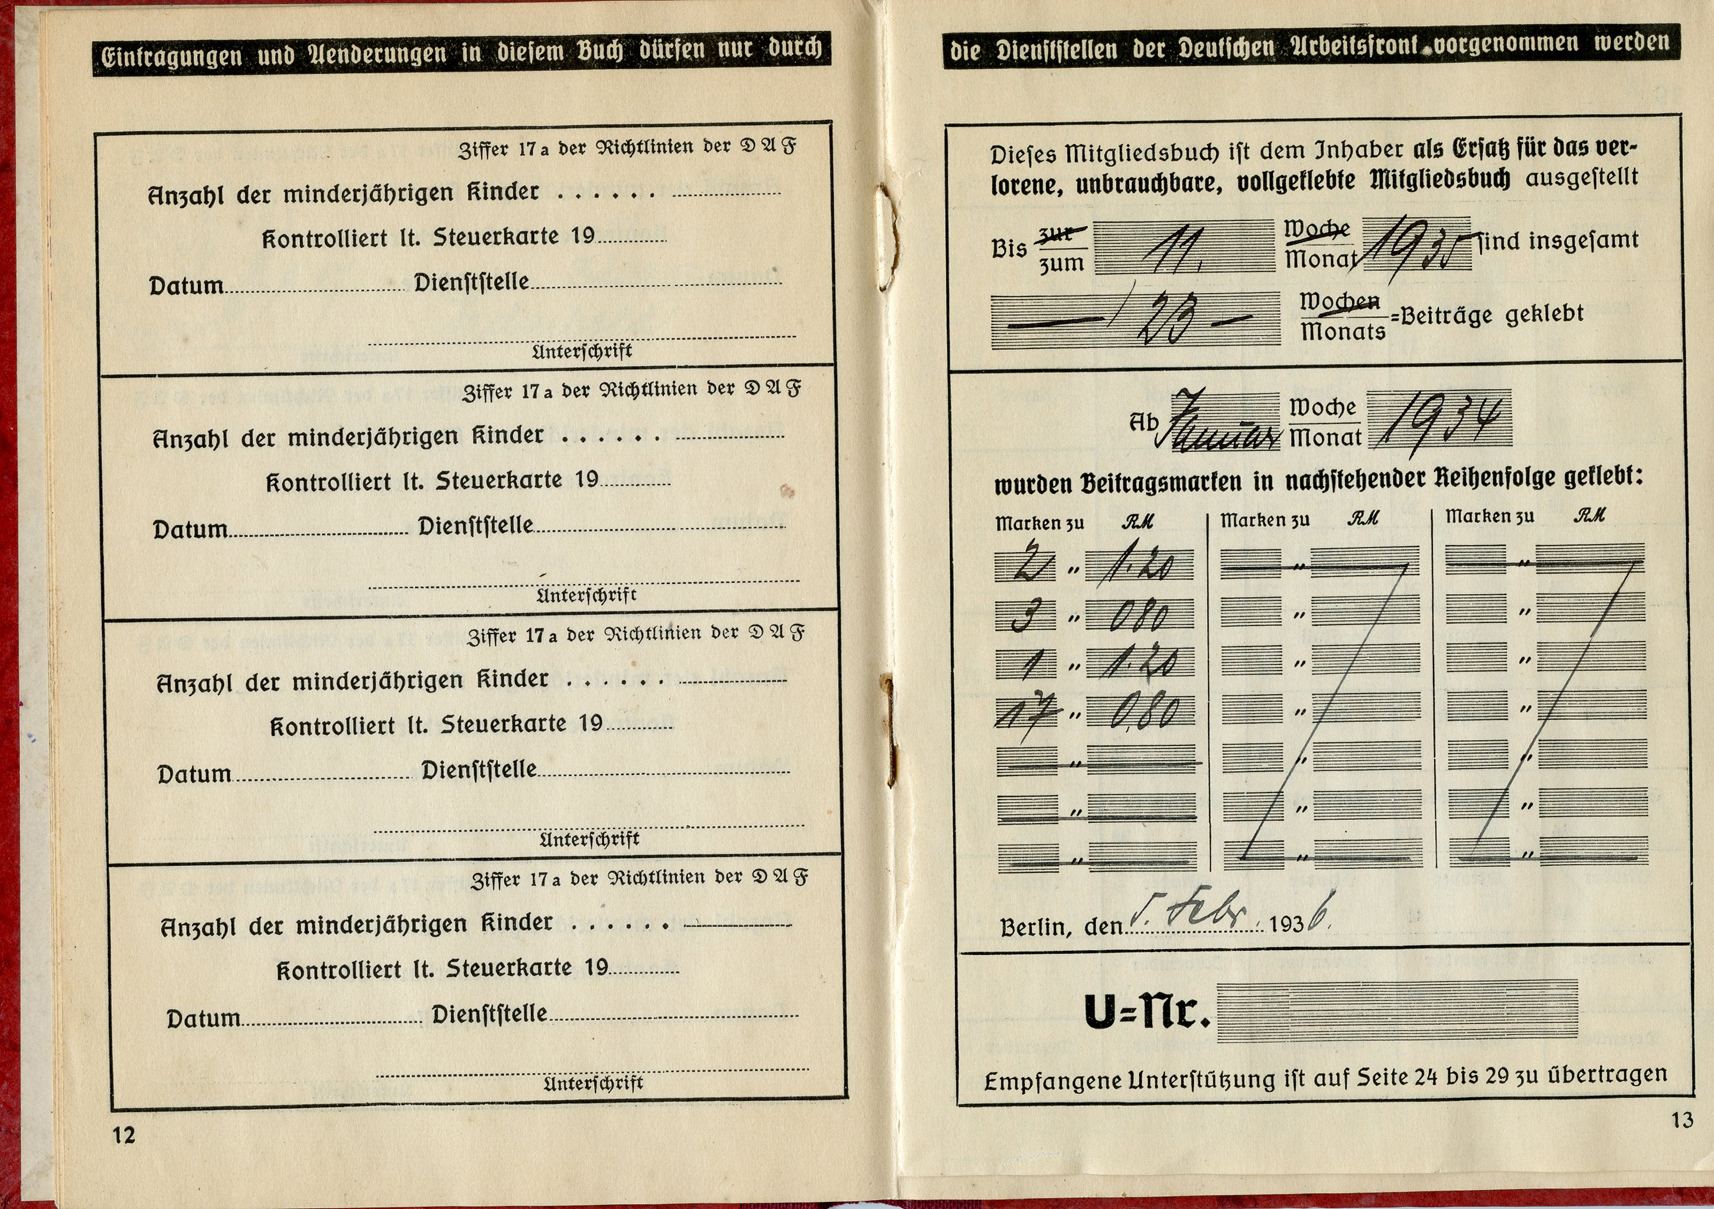 Eintragungen und Aenderungen in diesem Buch dürfen nur durch
Ziffer 17a der Richtlinien der D A F
Anzahl der minderjährigen Kinder . . . . . .
Kontrolliert lt. Steuerkarte 19
Datum Dienststelle
Unterschrift
Ziffer 17a der Richtlinien der D A F
Anzahl der minderjährigen Kinder . . . . . .
Kontrolliert lt. Steuerkarte 19
Datum Dienststelle
Unterschrift
Ziffer 17a der Richtlinien der D A F
Anzahl der minderjährigen Kinder . . . . . .
Kontrolliert lt. Steuerkarte 19
Datum Dienststelle
Unterschrift
Ziffer 17a der Richtlinien der D A F
Anzahl der minderjährigen Kinder . . . . . .
Kontrolliert lt. Steuerkarte 19
Datum Dienststelle
Unterschrift
12
die Dienststellen der Deutschen Arbeitsfront vorgenommen werden
Dieses Mitgliedsbuch ist dem Inhaber als Ersatz für das ver-
lorene, unbrauchbare, vollgeklebte Mitgliedsbuch ausgestellt
Bis zur zum 11. Woche Monat 1935 sind insgesamt
— 23 — Wochen Monats =Beiträge geklebt
Ab Januar Woche Monat 1934
wurden Beitragsmarken in nachstehender Reihenfolge geklebt:
Marken zu RM Marken zu RM Marken zu RM
2 " 1.20 " "
3 " 080 " "
1 " 1.20 " "
17 " 0,80 " "
" " "
" " "
" " "
Berlin, den 5. Febr. 1936.
U=Nr.
Empfangene Unterstützung ist auf Seite 24 bis 29 zu übertragen
13